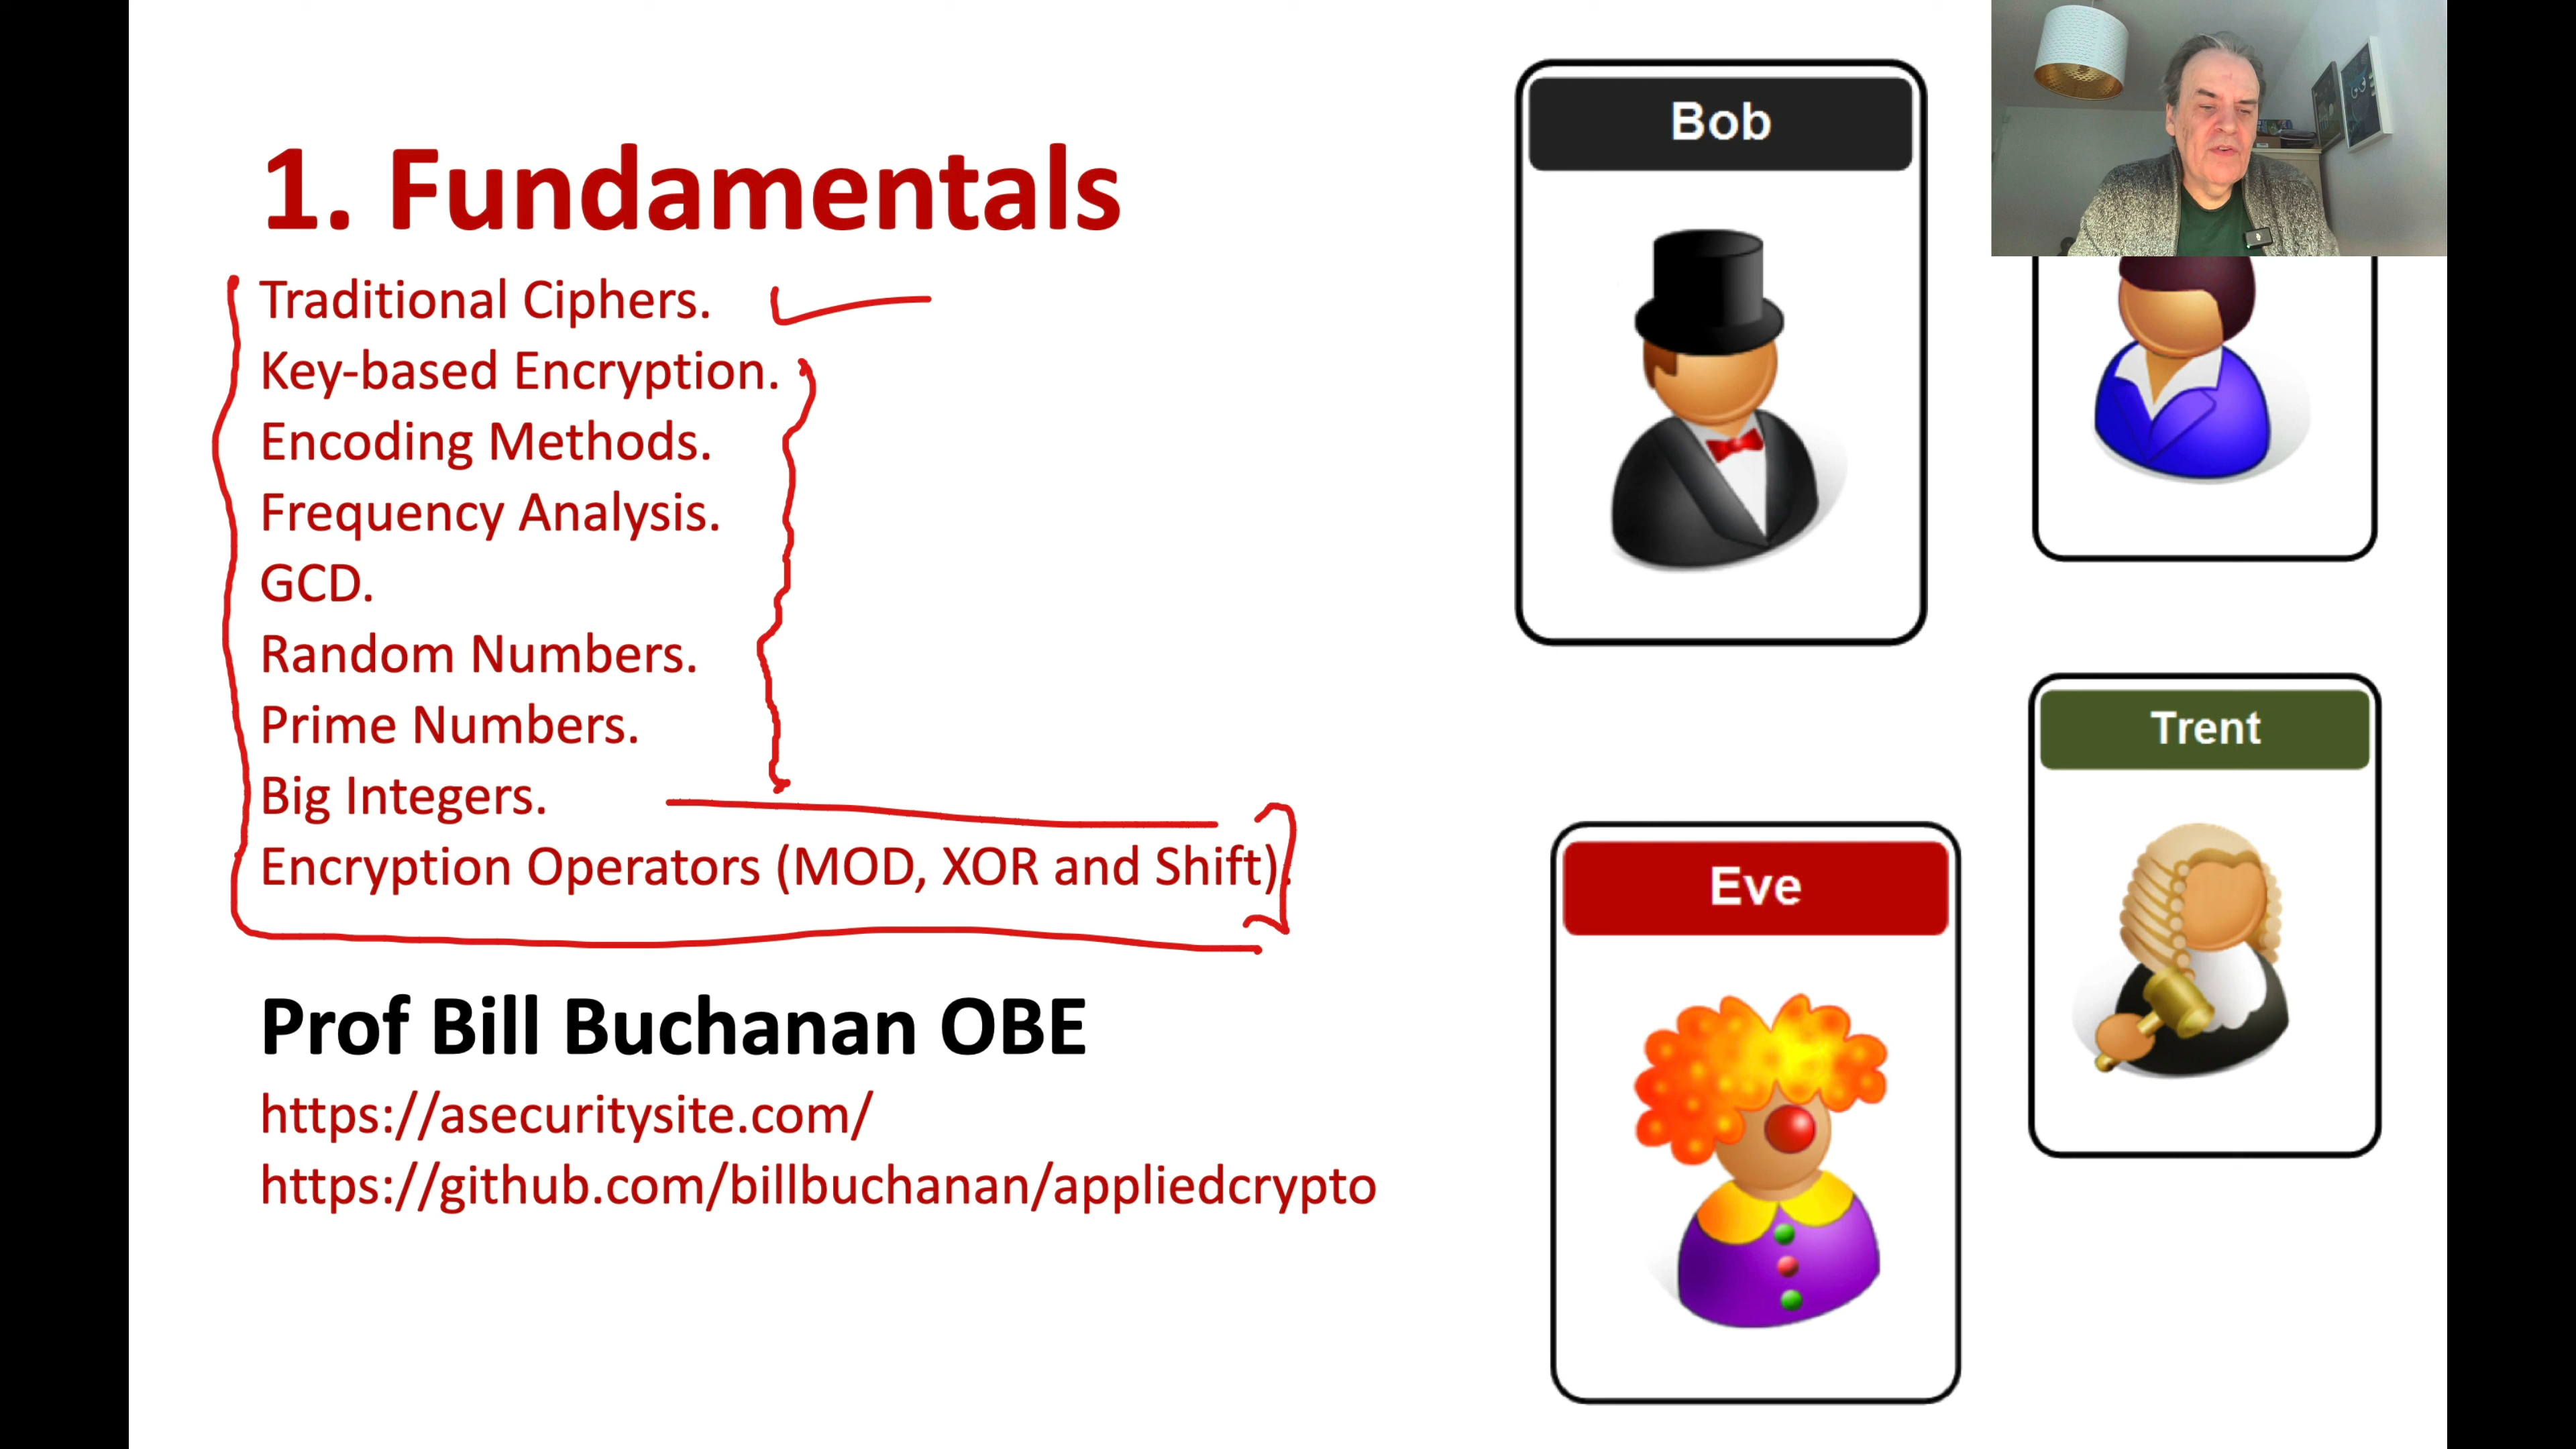 1. Fundamentals
Traditional Ciphers.
Key-based Encryption.
Encoding Methods.
Frequency Analysis.
GCD.
Random Numbers.
Prime Numbers.
Big Integers.
Encryption Operators (MOD, XOR and Shift).
Prof Bill Buchanan OBE
https://asecuritysite.com/
https://github.com/billbuchanan/appliedcrypto
Bob
Trent
Eve